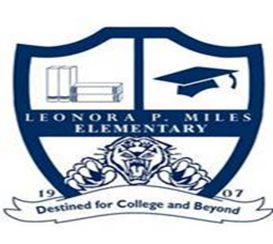 LEONORA P. MILES
ELEMENTARY
19 07
Destined for College and Beyond